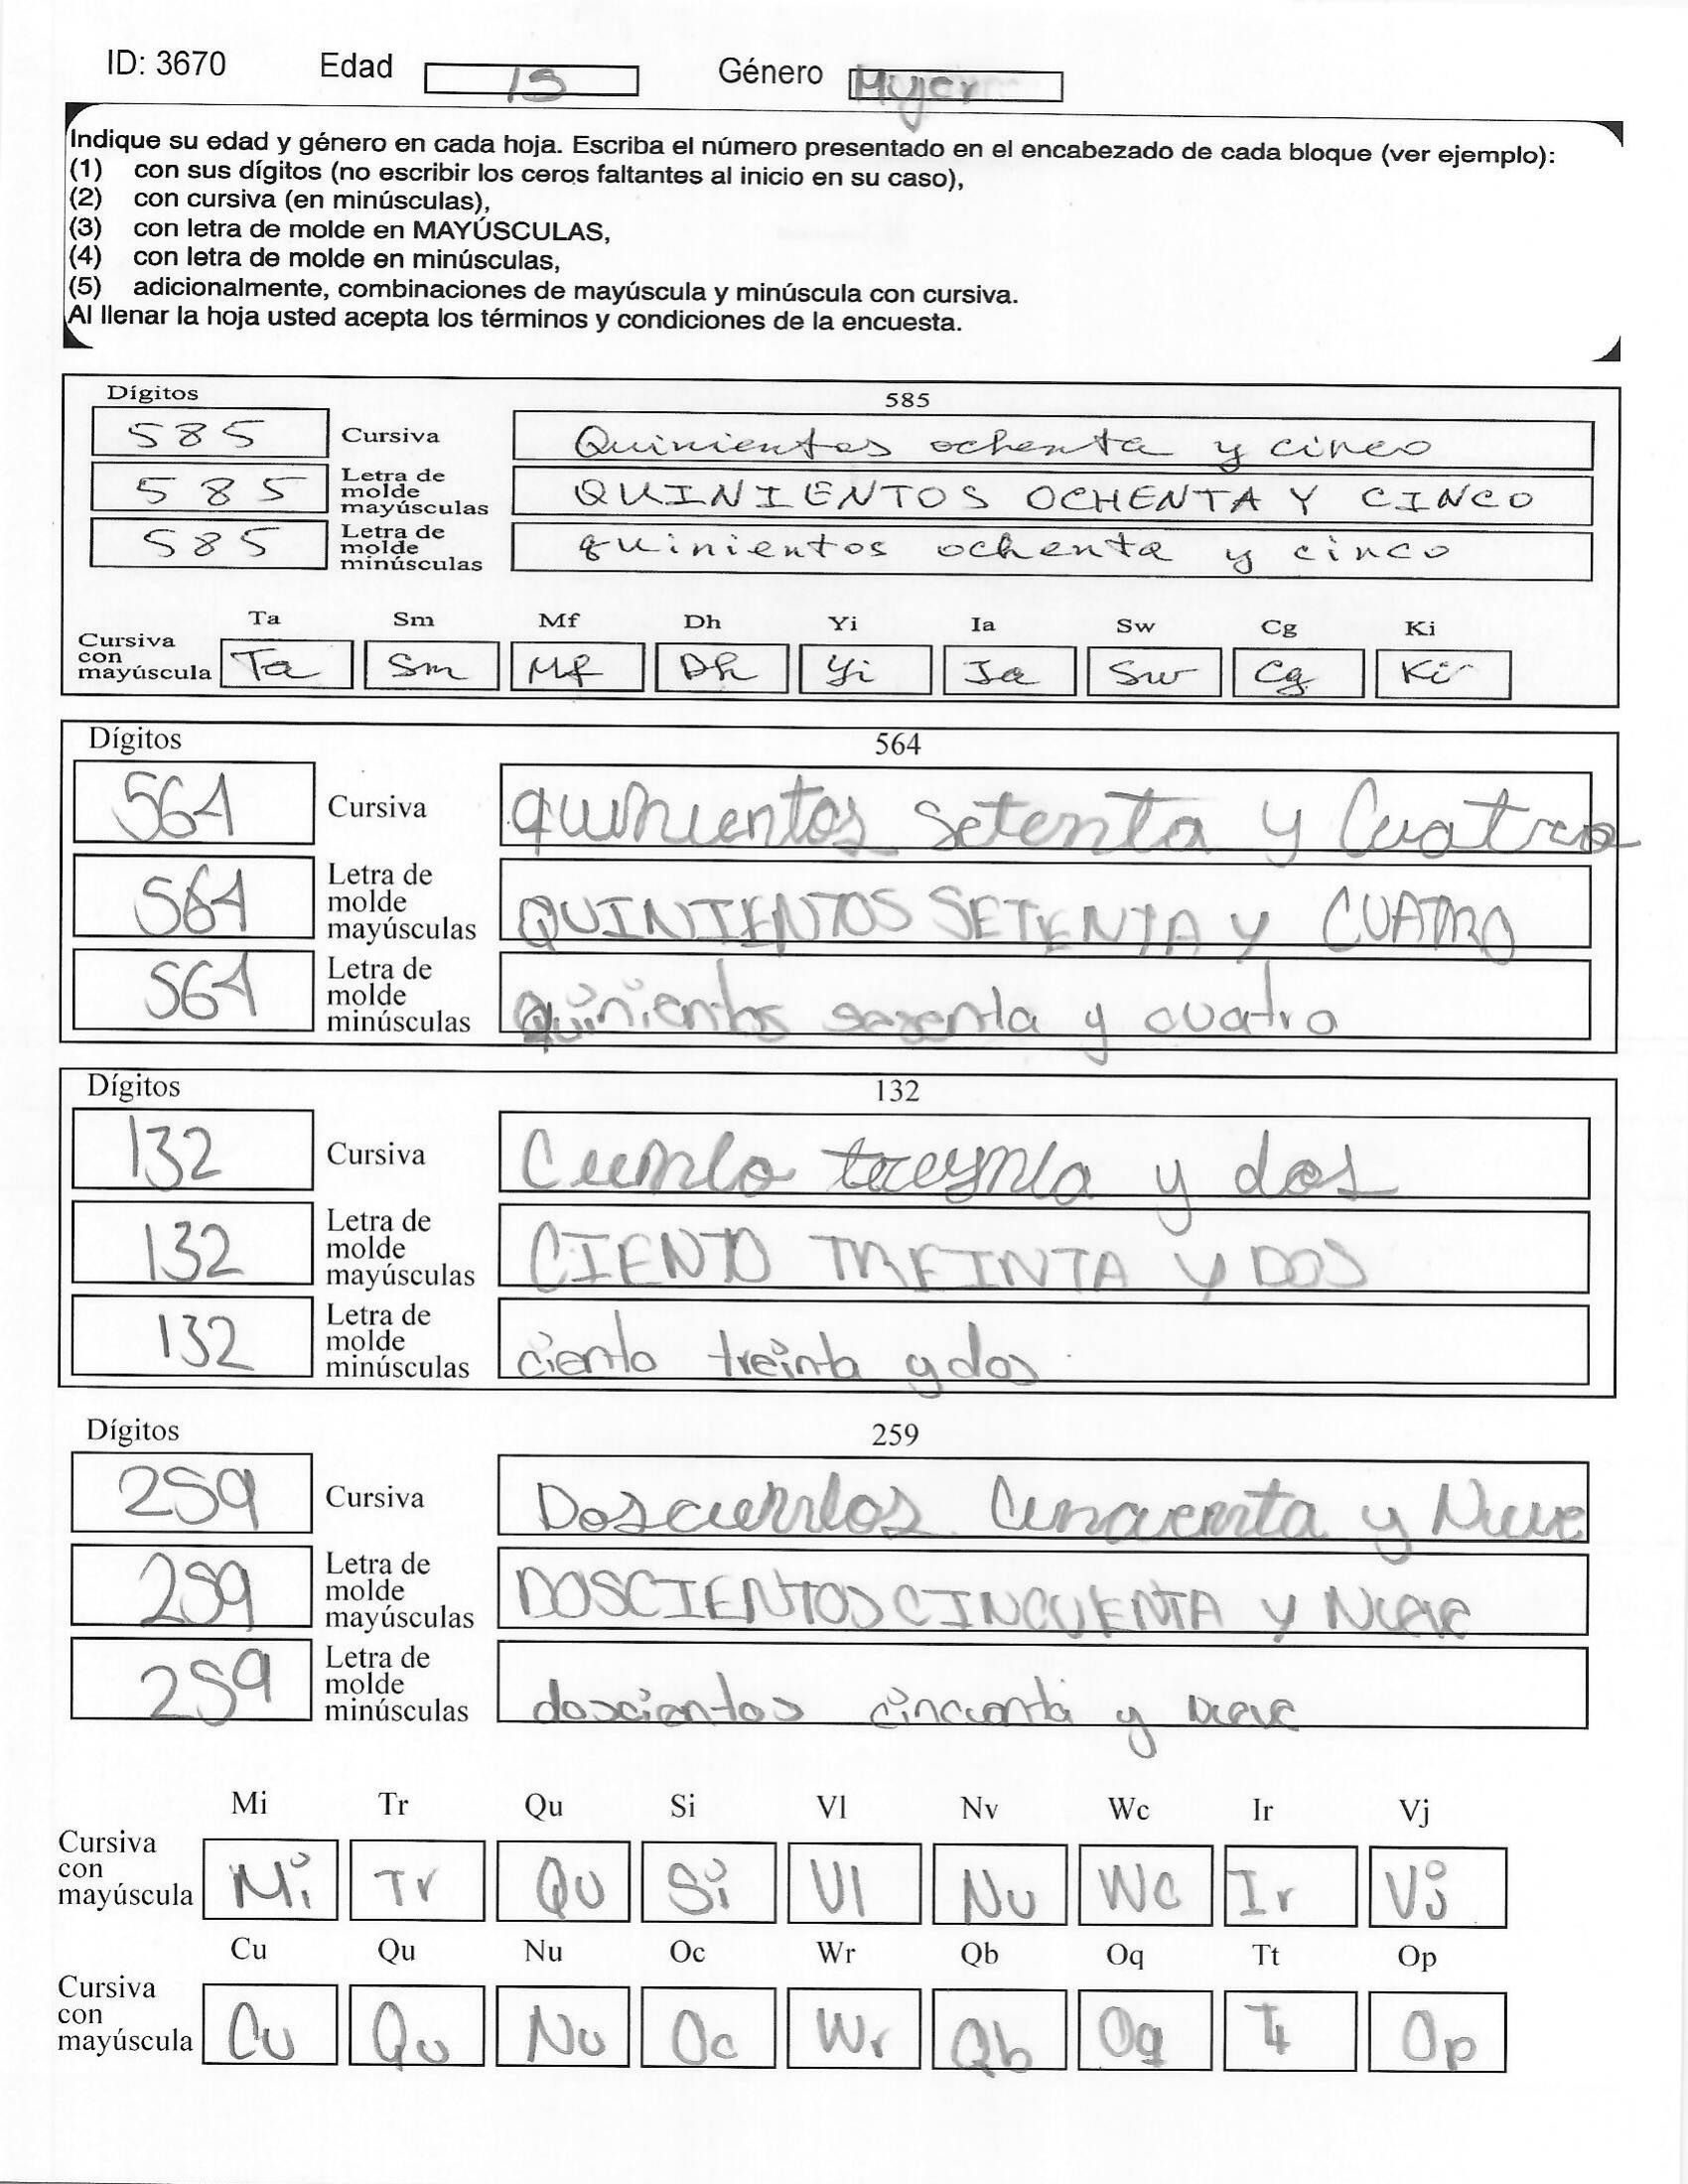 ID: 3670 Edad 13 Género Mujer
Indique su edad y género en cada hoja. Escriba el número presentado en el encabezado de cada bloque (ver ejemplo):
(1) con sus dígitos (no escribir los ceros faltantes al inicio en su caso),
(2) con cursiva (en minúsculas),
(3) con letra de molde en MAYÚSCULAS,
(4) con letra de molde en minúsculas,
(5) adicionalmente, combinaciones de mayúscula y minúscula con cursiva.
Al llenar la hoja usted acepta los términos y condiciones de la encuesta.
Dígitos 585
585 Cursiva Quinientos ochenta y cinco
585 Letra de molde mayúsculas QUINIENTOS OCHENTA Y CINCO
585 Letra de molde minúsculas quinientos ochenta y cinco
Ta Sm Mf Dh Yi Ia Sw Cg Ki
Cursiva con mayúscula Ta Sm Mf Dh Yi Ia Sw Cg Ki
Dígitos 564
564 Cursiva quinientos setenta y Cuatro
564 Letra de molde mayúsculas QUINIENTOS SETENTA Y CUATRO
564 Letra de molde minúsculas quinientos sesenta y cuatro
Dígitos 132
132 Cursiva Ciento y dos
132 Letra de molde mayúsculas CIENTO TREINTA Y DOS
132 Letra de molde minúsculas ciento treinta y dos
Dígitos 259
259 Cursiva Doscientos y Nueve
259 Letra de molde mayúsculas DOSCIENTOS CINCUENTA Y NUEVE
259 Letra de molde minúsculas doscientos y nueve
Mi Tr Qu Si Vl Nv Wc Ir Vj
Cursiva con mayúscula Mi Tr Qu Si Vl Nu Wc Ir Vj
Cu Qu Nu Oc Wr Qb Oq Tt Op
Cursiva con mayúscula Cu Qu Nu Oc Wr Qb Oq Tt Op